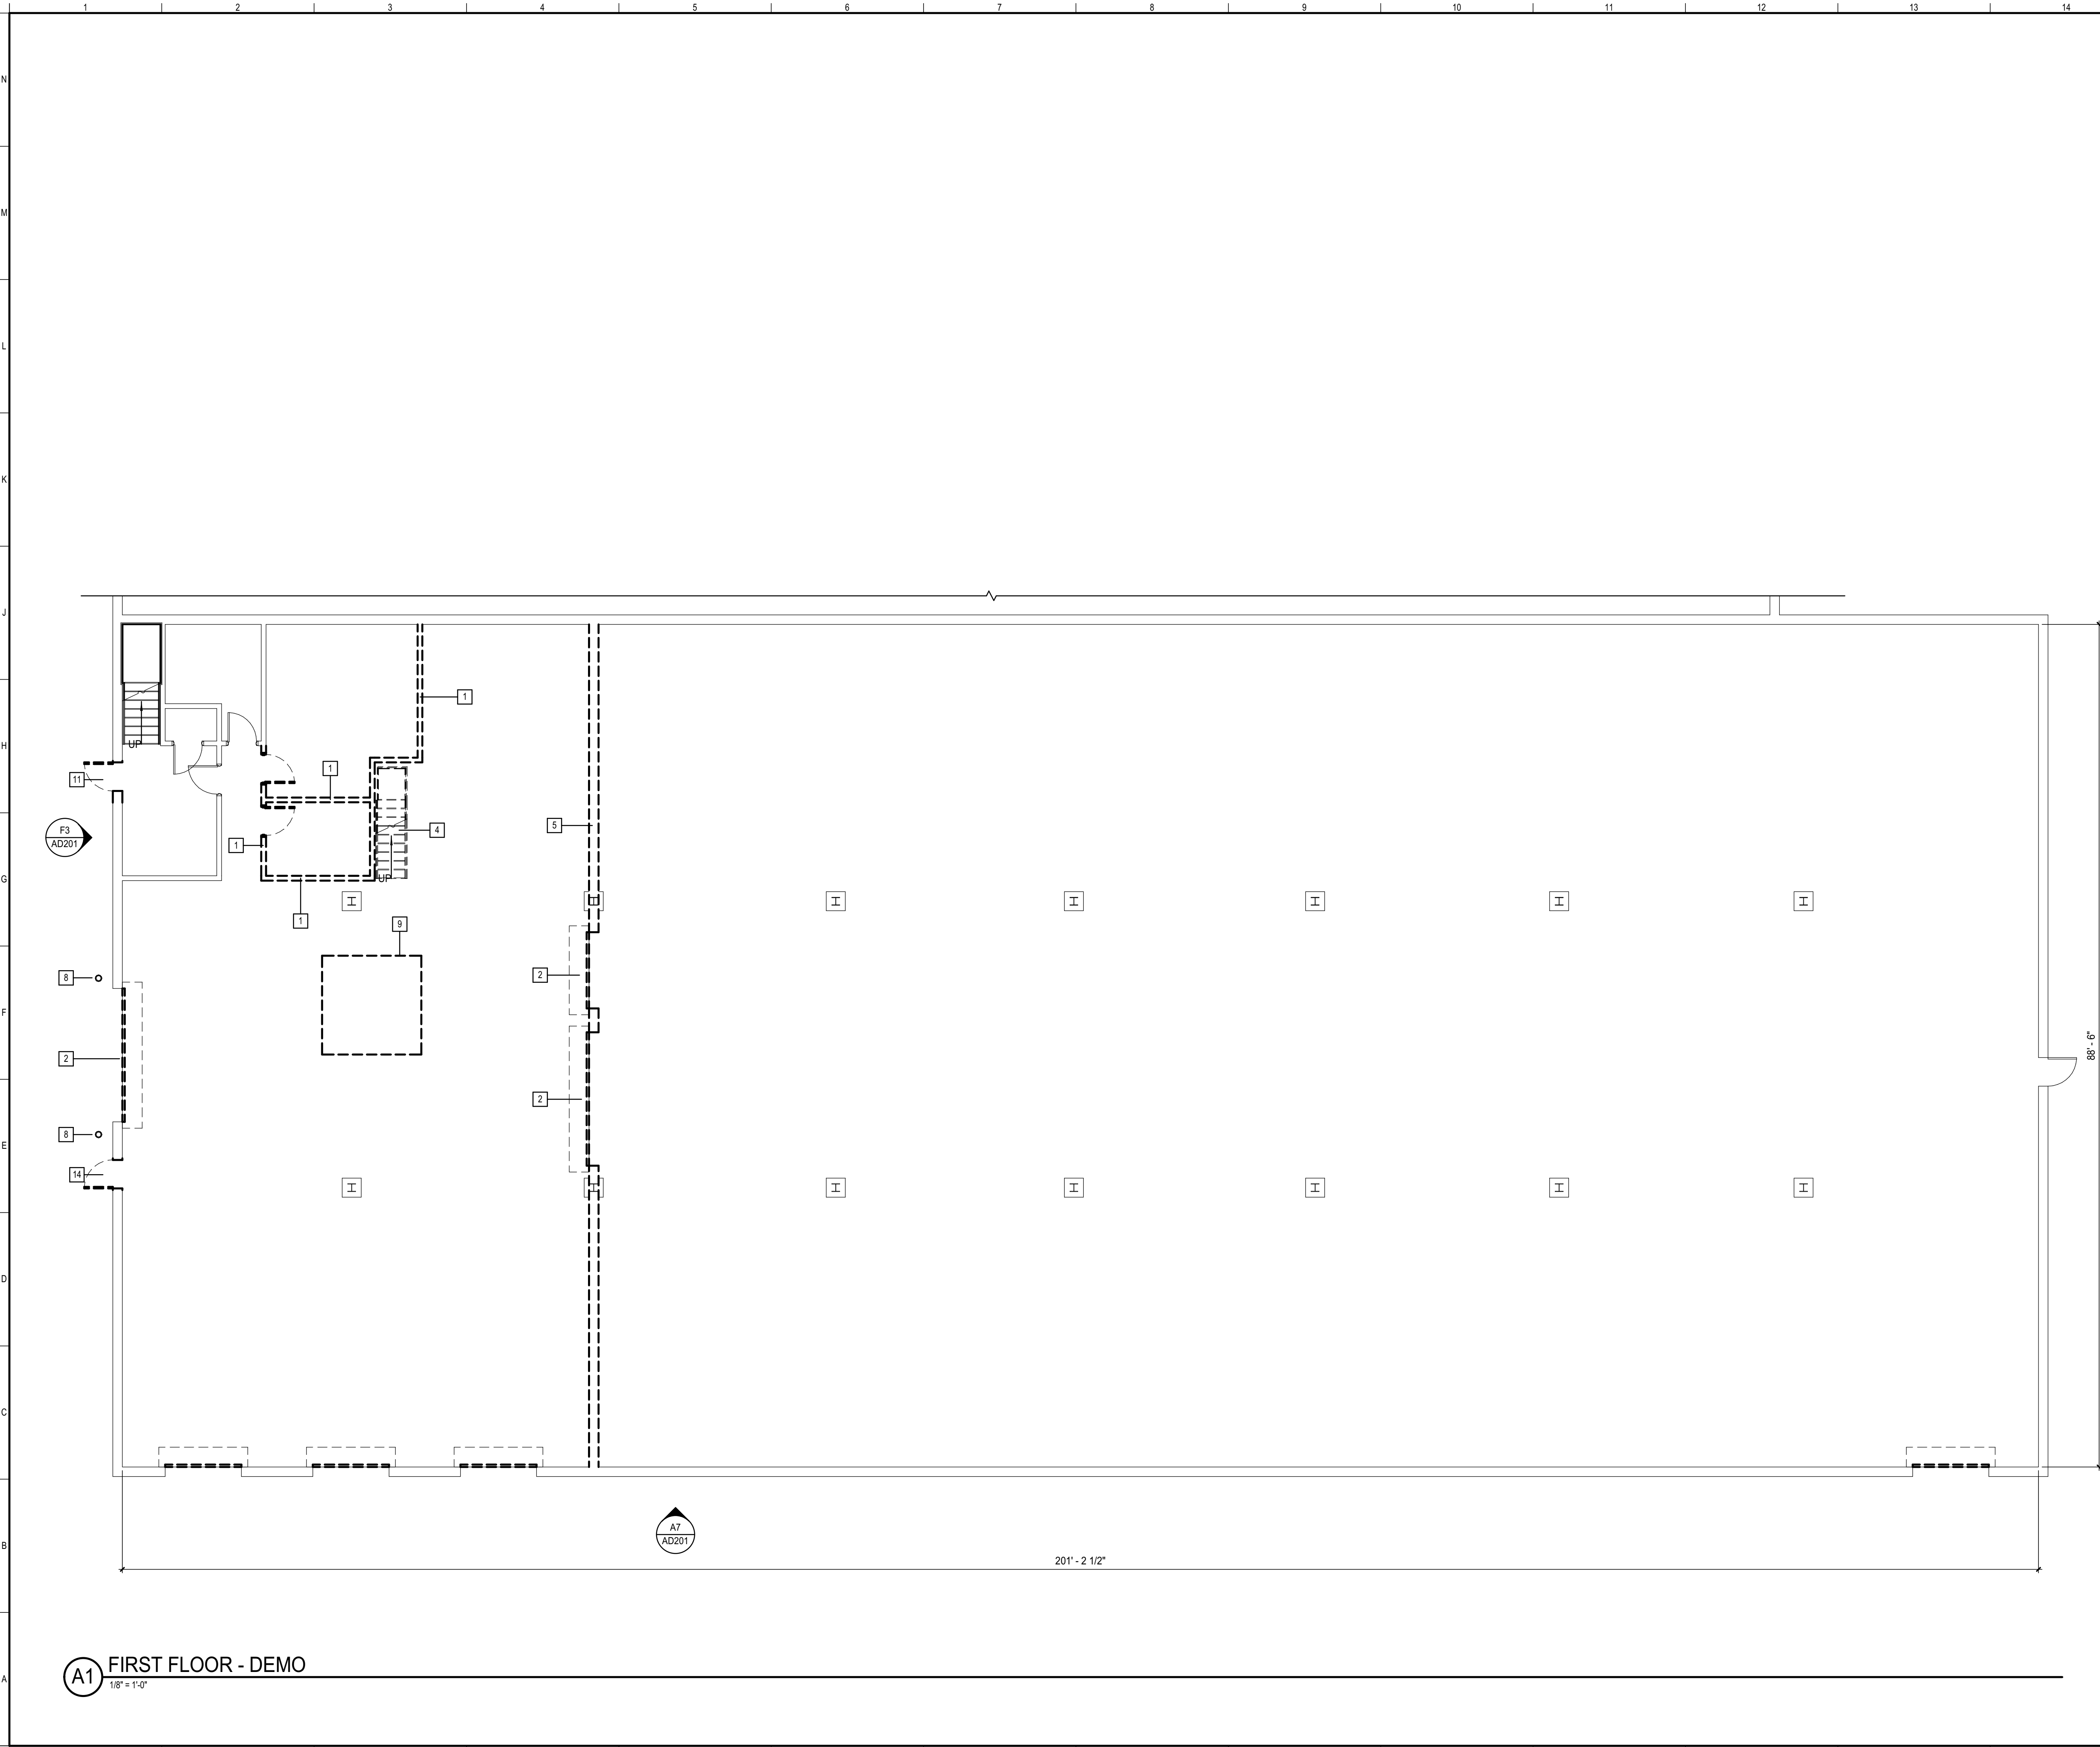 1 2 3 4 5 6 7 8 9 10 11 12 13 14
N
M
L
K
J
H
G
F
E
D
C
B
A
1
UP
11
1
F3
AD201
4
5
1
UP
1
9
8
2
2
88' - 6"
2
8
14
A7
AD201
201' - 2 1/2"
A1 FIRST FLOOR - DEMO
1/8" = 1'-0"